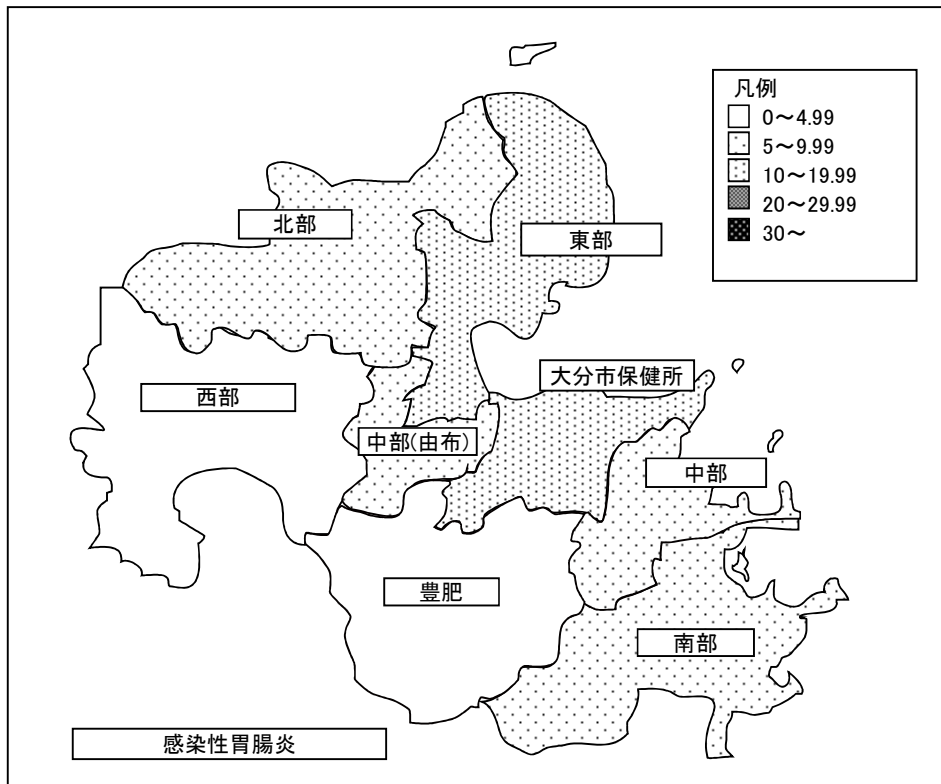 凡例
0～4.99
5～9.99
10～19.99
20～29.99
30～
北部
東部
大分市保健所
西部
中部(由布)
中部
豊肥
南部
感染性胃腸炎